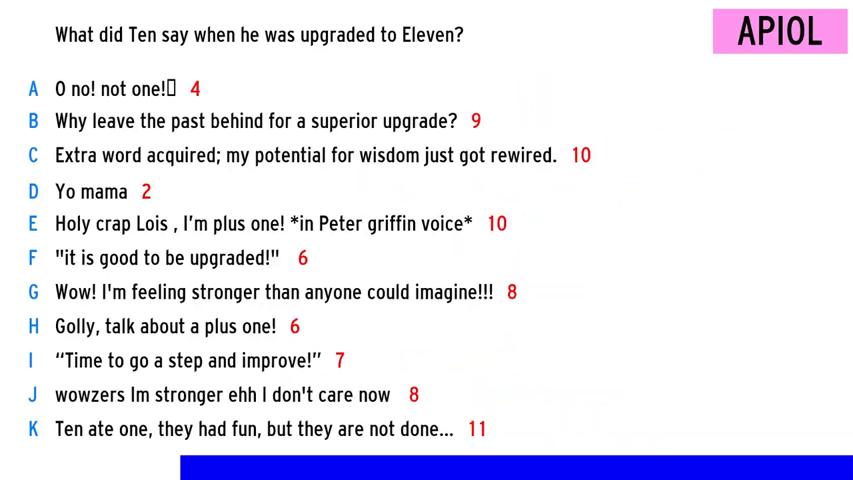 What did Ten say when he was upgraded to Eleven?
APIOL
A O no! not one!▯ 4
B Why leave the past behind for a superior upgrade? 9
C Extra word acquired; my potential for wisdom just got rewired. 10
D Yo mama 2
E Holy crap Lois , I’m plus one! *in Peter griffin voice* 10
F "it is good to be upgraded!" 6
G Wow! I'm feeling stronger than anyone could imagine!!! 8
H Golly, talk about a plus one! 6
I “Time to go a step and improve!” 7
J wowzers Im stronger ehh I don't care now 8
K Ten ate one, they had fun, but they are not done... 11